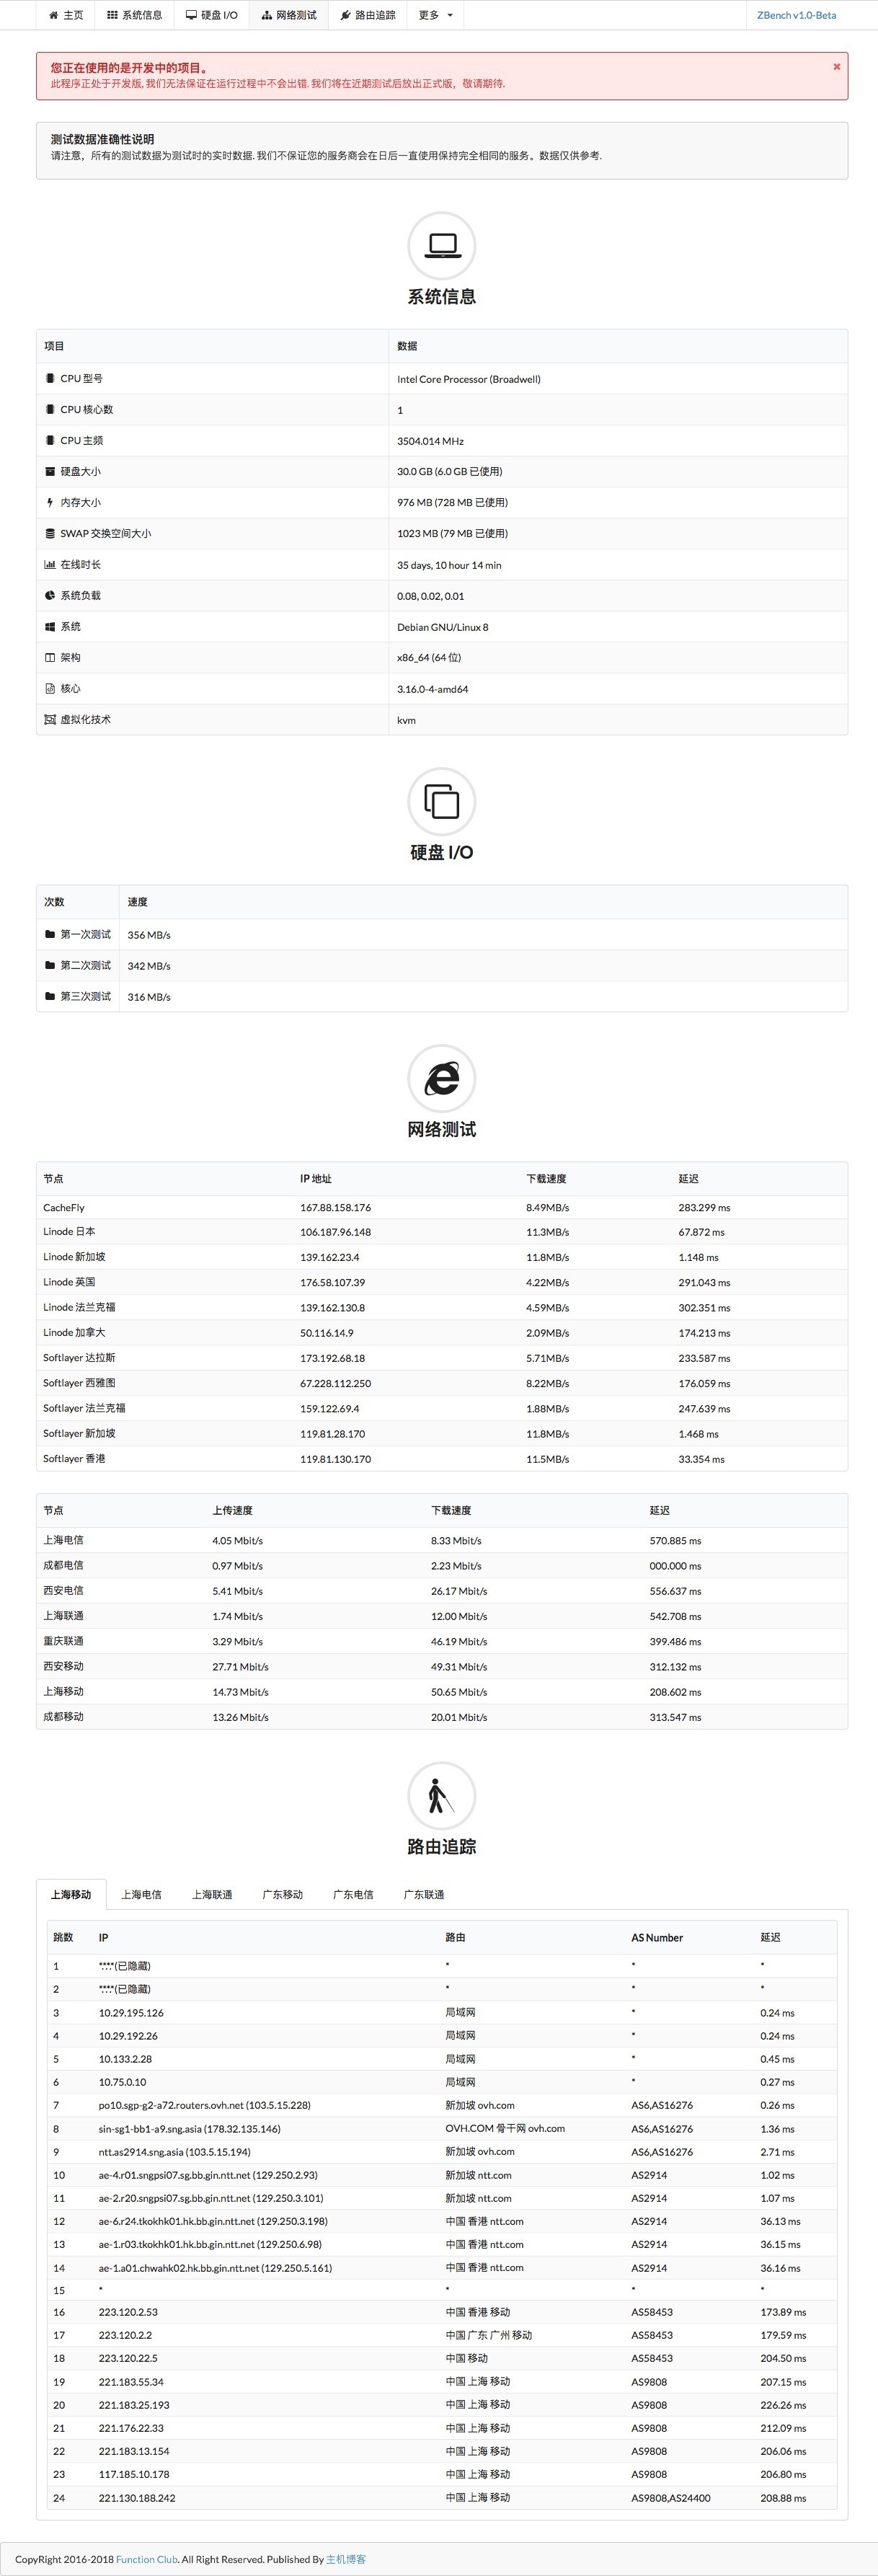 主页 系统信息 硬盘 I/O 网络测试 路由追踪 更多 ZBench v1.0-Beta
您正在使用的是开发中的项目。
此程序正处于开发版, 我们无法保证在运行过程中不会出错. 我们将在近期测试后放出正式版，敬请期待.
测试数据准确性说明
请注意，所有的测试数据为测试时的实时数据. 我们不保证您的服务商会在日后一直使用保持完全相同的服务。数据仅供参考.
系统信息
项目 数据
CPU 型号 Intel Core Processor (Broadwell)
CPU 核心数 1
CPU 主频 3504.014 MHz
硬盘大小 30.0 GB (6.0 GB 已使用)
内存大小 976 MB (728 MB 已使用)
SWAP 交换空间大小 1023 MB (79 MB 已使用)
在线时长 35 days, 10 hour 14 min
系统负载 0.08, 0.02, 0.01
系统 Debian GNU/Linux 8
架构 x86_64 (64 位)
核心 3.16.0-4-amd64
虚拟化技术 kvm
硬盘 I/O
次数 速度
第一次测试 356 MB/s
第二次测试 342 MB/s
第三次测试 316 MB/s
网络测试
节点 IP 地址 下载速度 延迟
CacheFly 167.88.158.176 8.49MB/s 283.299 ms
Linode 日本 106.187.96.148 11.3MB/s 67.872 ms
Linode 新加坡 139.162.23.4 11.8MB/s 1.148 ms
Linode 英国 176.58.107.39 4.22MB/s 291.043 ms
Linode 法兰克福 139.162.130.8 4.59MB/s 302.351 ms
Linode 加拿大 50.116.14.9 2.09MB/s 174.213 ms
Softlayer 达拉斯 173.192.68.18 5.71MB/s 233.587 ms
Softlayer 西雅图 67.228.112.250 8.22MB/s 176.059 ms
Softlayer 法兰克福 159.122.69.4 1.88MB/s 247.639 ms
Softlayer 新加坡 119.81.28.170 11.8MB/s 1.468 ms
Softlayer 香港 119.81.130.170 11.5MB/s 33.354 ms
节点 上传速度 下载速度 延迟
上海电信 4.05 Mbit/s 8.33 Mbit/s 570.885 ms
成都电信 0.97 Mbit/s 2.23 Mbit/s 000.000 ms
西安电信 5.41 Mbit/s 26.17 Mbit/s 556.637 ms
上海联通 1.74 Mbit/s 12.00 Mbit/s 542.708 ms
重庆联通 3.29 Mbit/s 46.19 Mbit/s 399.486 ms
西安移动 27.71 Mbit/s 49.31 Mbit/s 312.132 ms
上海移动 14.73 Mbit/s 50.65 Mbit/s 208.602 ms
成都移动 13.26 Mbit/s 20.01 Mbit/s 313.547 ms
路由追踪
上海移动 上海电信 上海联通 广东移动 广东电信 广东联通
跳数 IP 路由 AS Number 延迟
1 *.*.*.*(已隐藏) * * *
2 *.*.*.*(已隐藏) * * *
3 10.29.195.126 局域网 * 0.24 ms
4 10.29.192.26 局域网 * 0.24 ms
5 10.133.2.28 局域网 * 0.45 ms
6 10.75.0.10 局域网 * 0.27 ms
7 po10.sgp-g2-a72.routers.ovh.net (103.5.15.228) 新加坡 ovh.com AS6,AS16276 0.26 ms
8 sin-sg1-bb1-a9.sng.asia (178.32.135.146) OVH.COM 骨干网 ovh.com AS6,AS16276 1.36 ms
9 ntt.as2914.sng.asia (103.5.15.194) 新加坡 ovh.com AS6,AS16276 2.71 ms
10 ae-4.r01.sngpsi07.sg.bb.gin.ntt.net (129.250.2.93) 新加坡 ntt.com AS2914 1.02 ms
11 ae-2.r20.sngpsi07.sg.bb.gin.ntt.net (129.250.3.101) 新加坡 ntt.com AS2914 1.07 ms
12 ae-6.r24.tkokhk01.hk.bb.gin.ntt.net (129.250.3.198) 中国 香港 ntt.com AS2914 36.13 ms
13 ae-1.r03.tkokhk01.hk.bb.gin.ntt.net (129.250.6.98) 中国 香港 ntt.com AS2914 36.15 ms
14 ae-1.a01.chwahk02.hk.bb.gin.ntt.net (129.250.5.161) 中国 香港 ntt.com AS2914 36.16 ms
15 * * * *
16 223.120.2.53 中国 香港 移动 AS58453 173.89 ms
17 223.120.2.2 中国 广东 广州 移动 AS58453 179.59 ms
18 223.120.22.5 中国 移动 AS58453 204.50 ms
19 221.183.55.34 中国 上海 移动 AS9808 207.15 ms
20 221.183.25.193 中国 上海 移动 AS9808 226.26 ms
21 221.176.22.33 中国 上海 移动 AS9808 212.09 ms
22 221.183.13.154 中国 上海 移动 AS9808 206.06 ms
23 117.185.10.178 中国 上海 移动 AS9808 206.80 ms
24 221.130.188.242 中国 上海 移动 AS9808,AS24400 208.88 ms
CopyRight 2016-2018 Function Club. All Right Reserved. Published By 主机博客